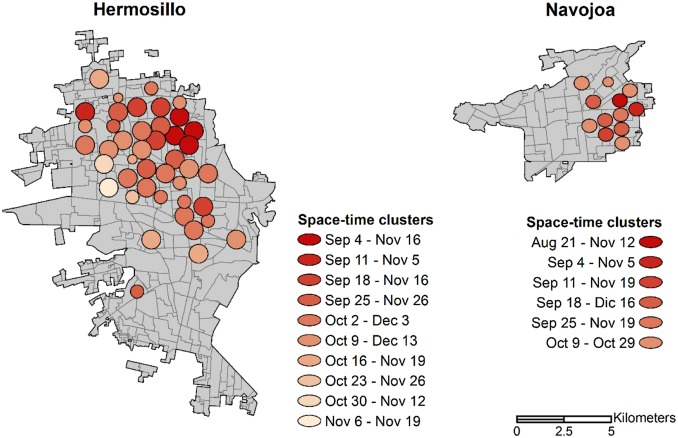 Hermosillo
Navojoa
Space-time clusters
Sep 4 - Nov 16
Sep 11 - Nov 5
Sep 18 - Nov 16
Sep 25 - Nov 26
Oct 2 - Dec 3
Oct 9 - Dec 13
Oct 16 - Nov 19
Oct 23 - Nov 26
Oct 30 - Nov 12
Nov 6 - Nov 19
Space-time clusters
Aug 21 - Nov 12
Sep 4 - Nov 5
Sep 11 - Nov 19
Sep 18 - Dic 16
Sep 25 - Nov 19
Oct 9 - Oct 29
Kilometers
0 2.5 5